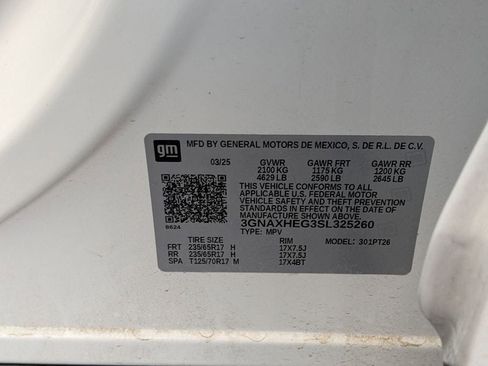 gm
MFD BY GENERAL MOTORS DE MEXICO, S. DE R.L. DE C.V.
03/25 GVWR GAWR FRT GAWR RR
2100 KG 1175 KG 1200 KG
4629 LB 2590 LB 2645 LB
THIS VEHICLE CONFORMS TO ALL
APPLICABLE U.S. FEDERAL MOTOR
VEHICLE SAFETY AND THEFT
PREVENTION STANDARDS IN EFFECT ON THE DATE OF
MANUFACTURE SHOWN ABOVE.
3GNAXHEG3SL325260
TYPE: MPV
B624
TIRE SIZE RIM MODEL: 301PT26
FRT 235/65R17 H 17X7.5J
RR 235/65R17 H 17X7.5J
SPA T125/70R17 M 17X4BT